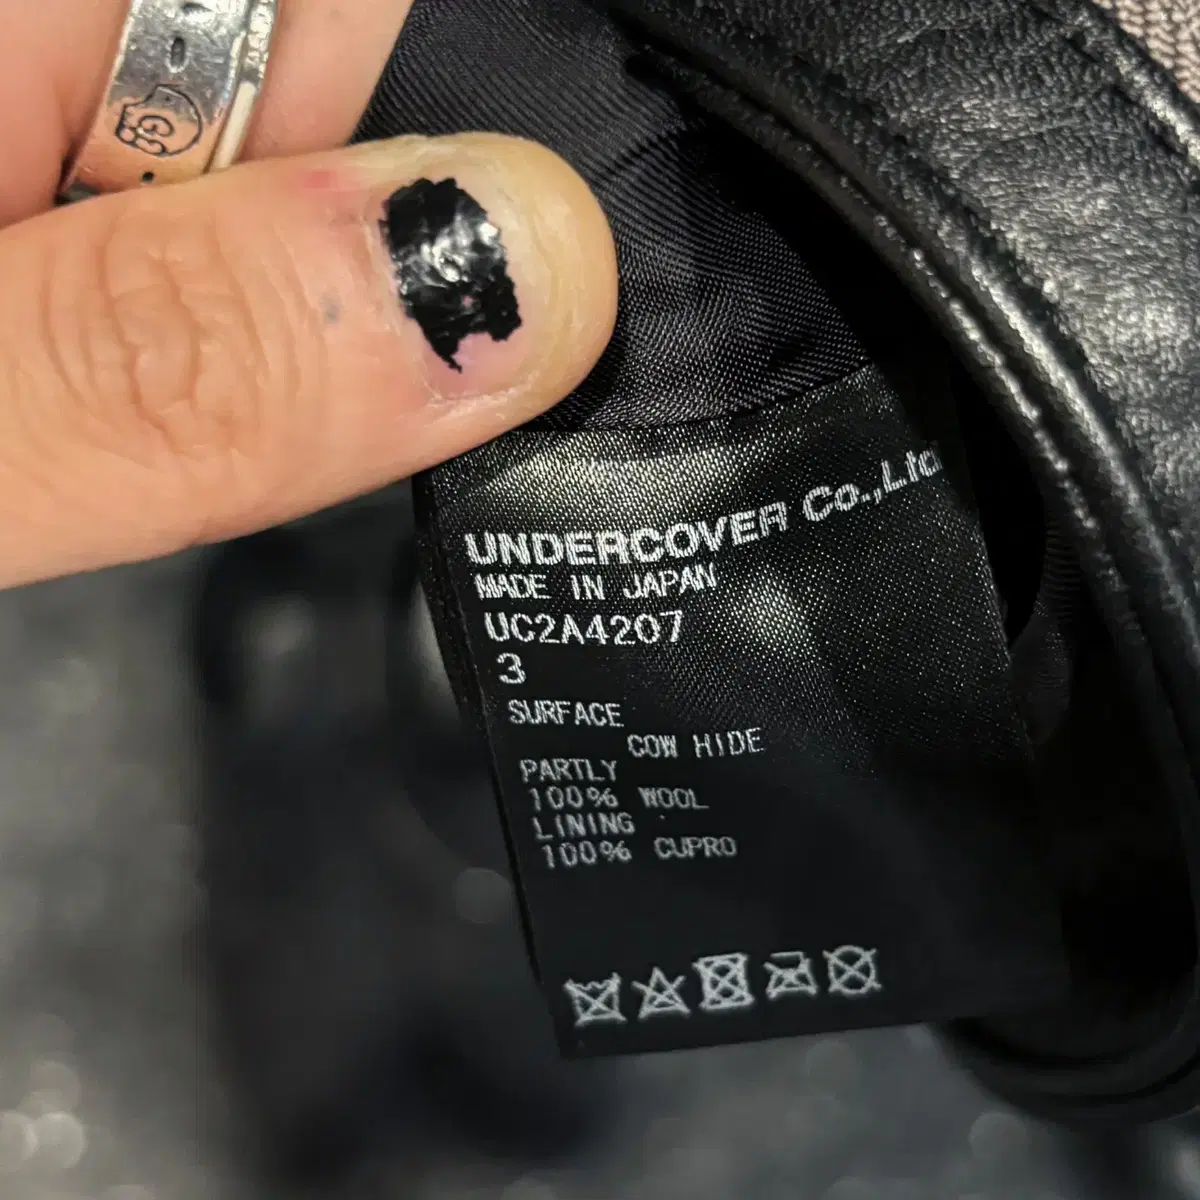 UNDERCOVER Co.,Ltd
MADE IN JAPAN
UC2A4207
3
SURFACE
COW HIDE
PARTLY
100% WOOL
LINING
100% CUPRO